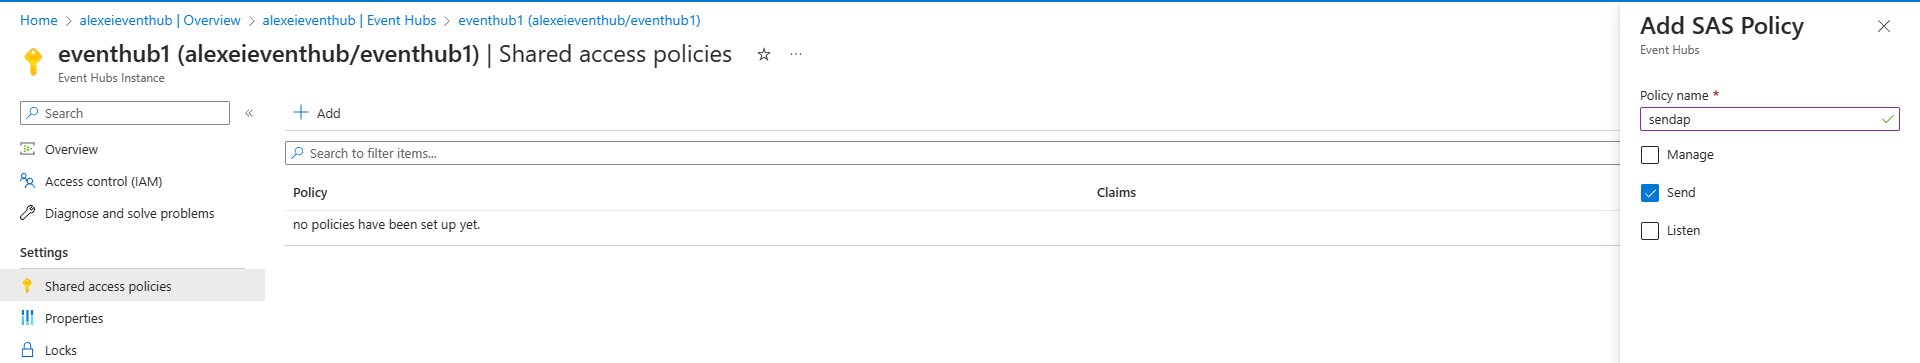 Home > alexeieventhub | Overview > alexeieventhub | Event Hubs > eventhub1 (alexeieventhub/eventhub1)
eventhub1 (alexeieventhub/eventhub1) | Shared access policies
Event Hubs Instance
Search
Overview
Access control (IAM)
Diagnose and solve problems
Settings
Shared access policies
Properties
Locks
Add
Search to filter items...
Policy Claims
no policies have been set up yet.
Add SAS Policy
Event Hubs
Policy name *
sendap
Manage
Send
Listen